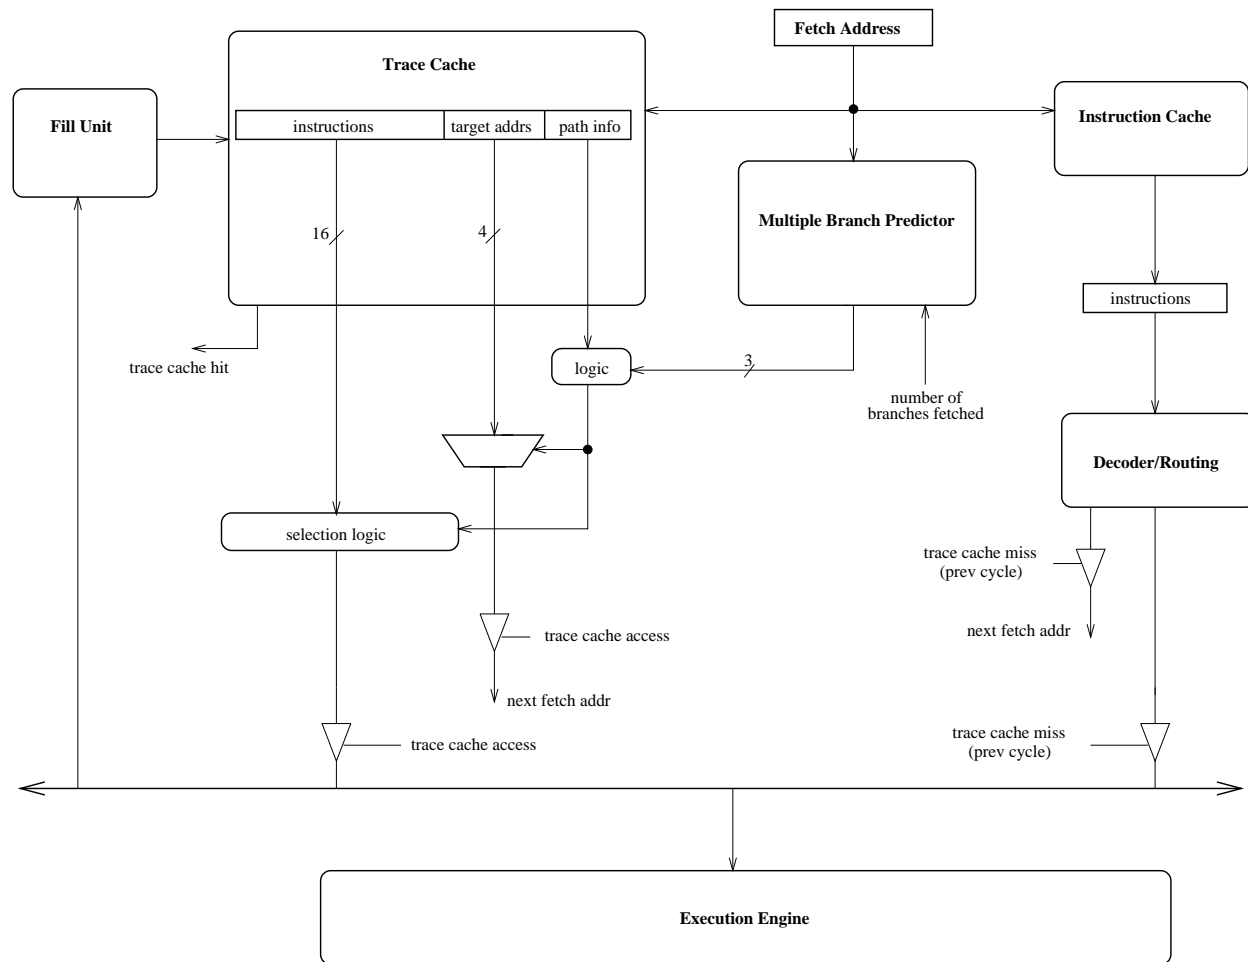 Fetch Address
Trace Cache
Fill Unit
Instruction Cache
instructions
target addrs
path info
Multiple Branch Predictor
16
4
instructions
trace cache hit
logic
3
number of
branches fetched
Decoder/Routing
selection logic
trace cache miss
(prev cycle)
trace cache access
next fetch addr
next fetch addr
trace cache access
trace cache miss
(prev cycle)
Execution Engine